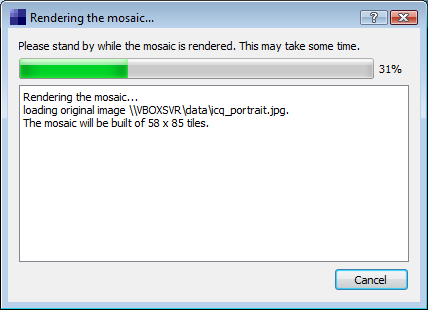 Rendering the mosaic...
Please stand by while the mosaic is rendered. This may take some time.
31%
Rendering the mosaic...
loading original image \\VBOXSVR\data\icq_portrait.jpg.
The mosaic will be built of 58 x 85 tiles.
Cancel